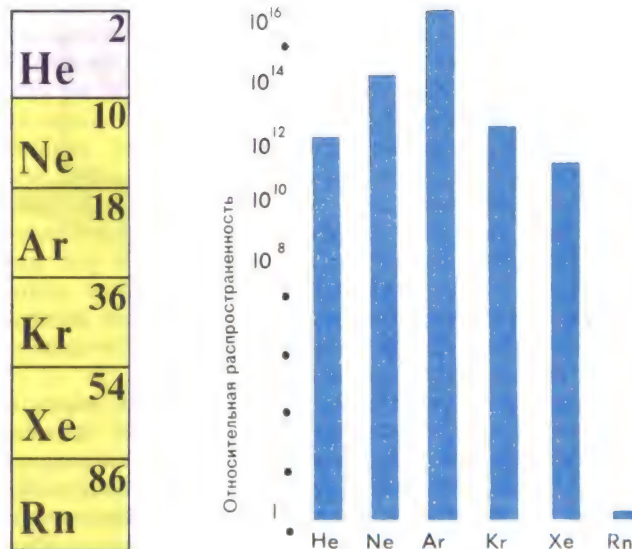 2
He
10
Ne
18
Ar
36
Kr
54
Xe
86
Rn
Относительная распространенность
10¹⁶
10¹⁴
10¹²
10¹⁰
10⁸
1
He Ne Ar Kr Xe Rn